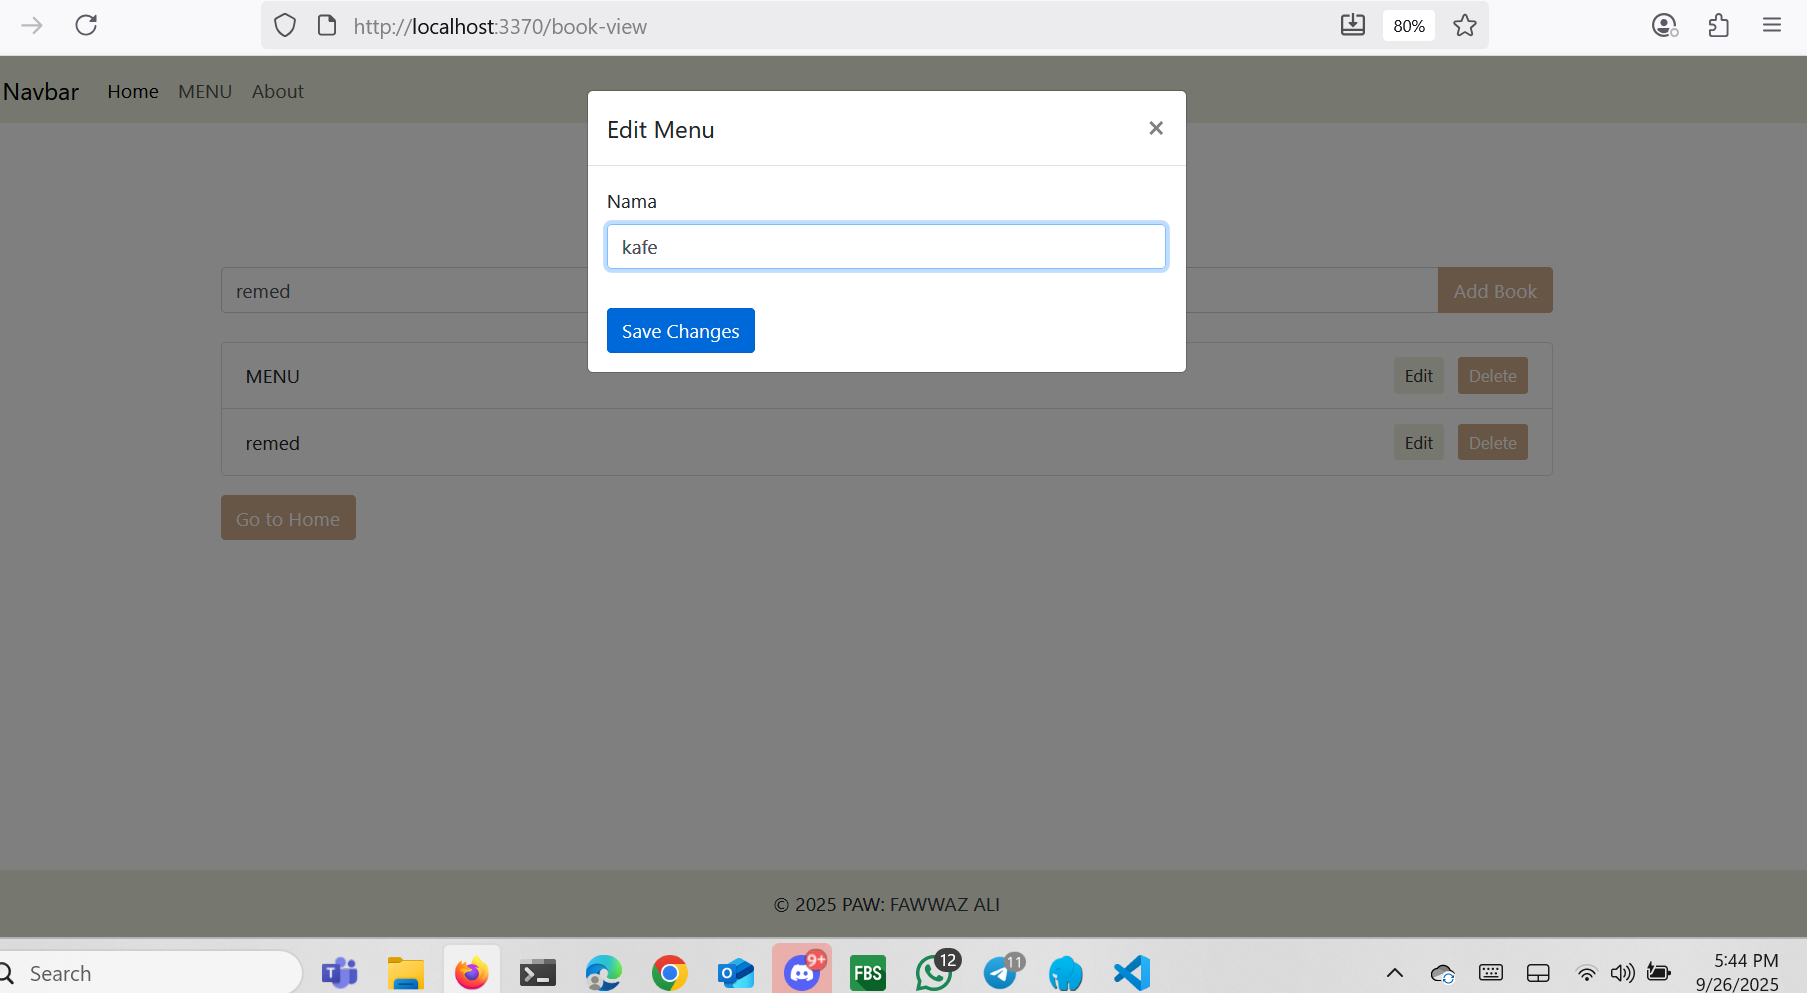 http://localhost:3370/book-view
80%
Navbar Home MENU About
Edit Menu ×
Nama
kafe
Save Changes
remed Add Book
MENU Edit Delete
remed Edit Delete
Go to Home
© 2025 PAW: FAWWAZ ALI
Search
T
O
9+
FBS
12
11
5:44 PM
9/26/2025